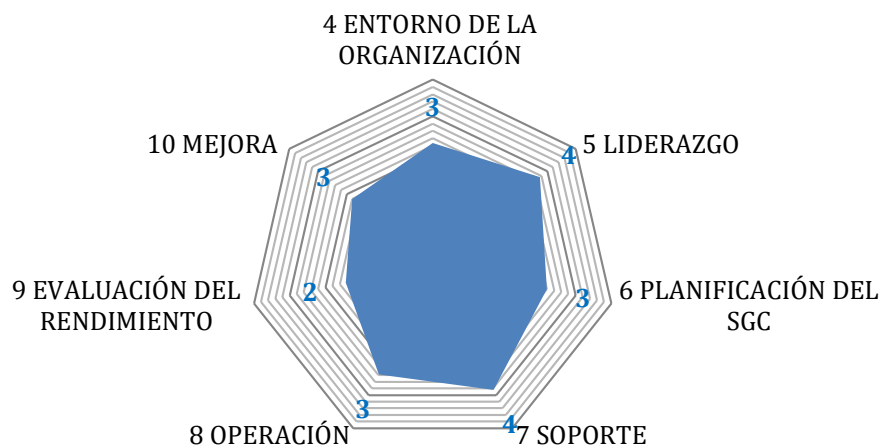 4 ENTORNO DE LA
ORGANIZACIÓN
3
10 MEJORA
5 LIDERAZGO
4
3
9 EVALUACIÓN DEL
RENDIMIENTO
2
3
6 PLANIFICACIÓN DEL
SGC
3
4
8 OPERACIÓN
7 SOPORTE